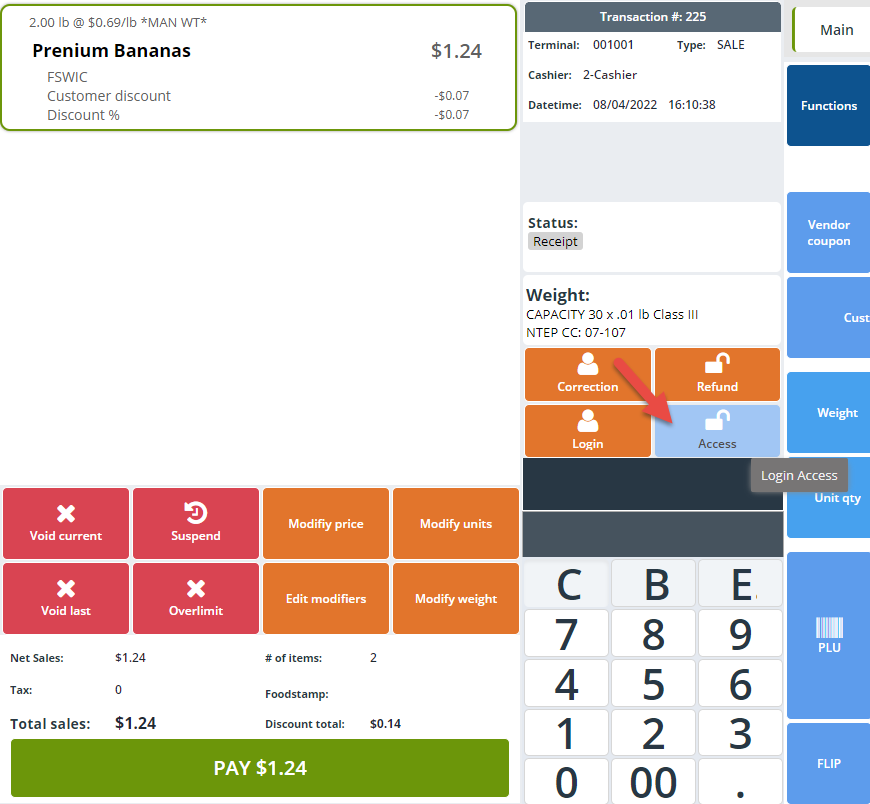 2.00 lb @ $0.69/lb *MAN WT*
Prenium Bananas $1.24
FSWIC
Customer discount -$0.07
Discount % -$0.07
Void current
Suspend
Modifiy price
Modify units
Void last
Overlimit
Edit modifiers
Modify weight
Net Sales: $1.24 # of items: 2
Tax: 0 Foodstamp:
Total sales: $1.24 Discount total: $0.14
PAY $1.24
Transaction #: 225
Terminal: 001001 Type: SALE
Cashier: 2-Cashier
Datetime: 08/04/2022 16:10:38
Status:
Receipt
Weight:
CAPACITY 30 x .01 lb Class III
NTEP CC: 07-107
Correction
Refund
Login
Access
Login Access
C B E.
7 8 9
4 5 6
1 2 3
0 00 .
Main
Functions
Vendor
coupon
Cust
Weight
Unit qty
PLU
FLIP